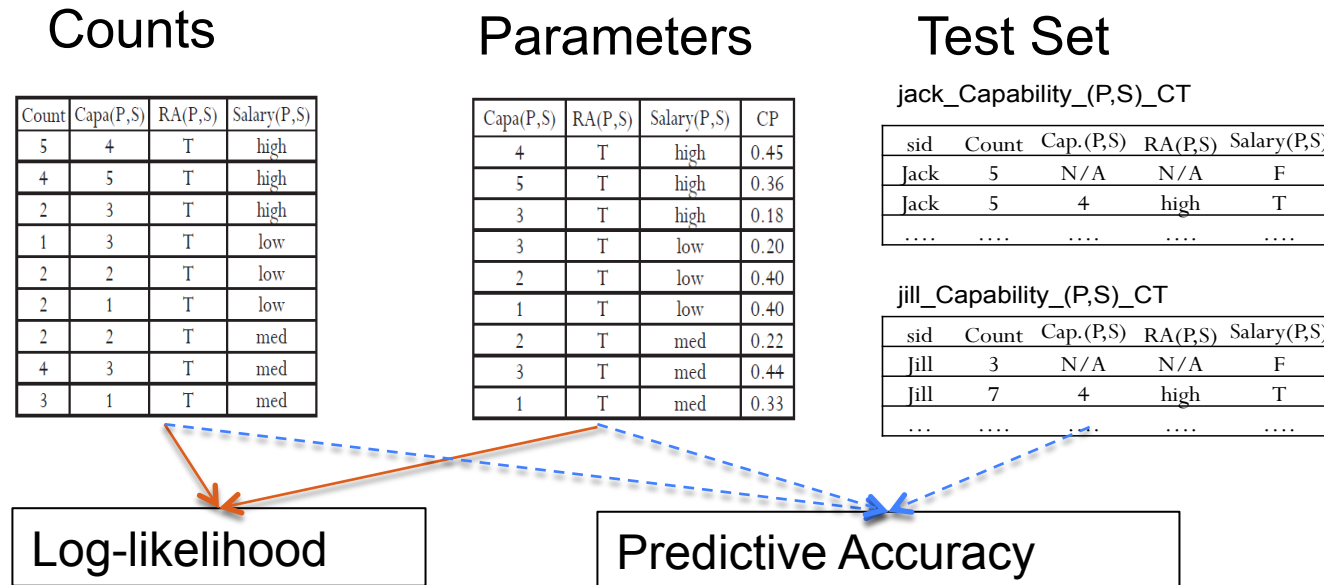 Counts
Parameters
Test Set
Count Capa(P,S) RA(P,S) Salary(P,S)
5 4 T high
4 5 T high
2 3 T high
1 3 T low
2 2 T low
2 1 T low
2 2 T med
4 3 T med
3 1 T med
Capa(P,S) RA(P,S) Salary(P,S) CP
4 T high 0.45
5 T high 0.36
3 T high 0.18
3 T low 0.20
2 T low 0.40
1 T low 0.40
2 T med 0.22
3 T med 0.44
1 T med 0.33
jack_Capability_(P,S)_CT
sid Count Cap.(P,S) RA(P,S) Salary(P,S)
Jack 5 N/A N/A F
Jack 5 4 high T
.... .... .... .... ....
jill_Capability_(P,S)_CT
sid Count Cap.(P,S) RA(P,S) Salary(P,S)
Jill 3 N/A N/A F
Jill 7 4 high T
... .... .... .... ....
Log-likelihood
Predictive Accuracy